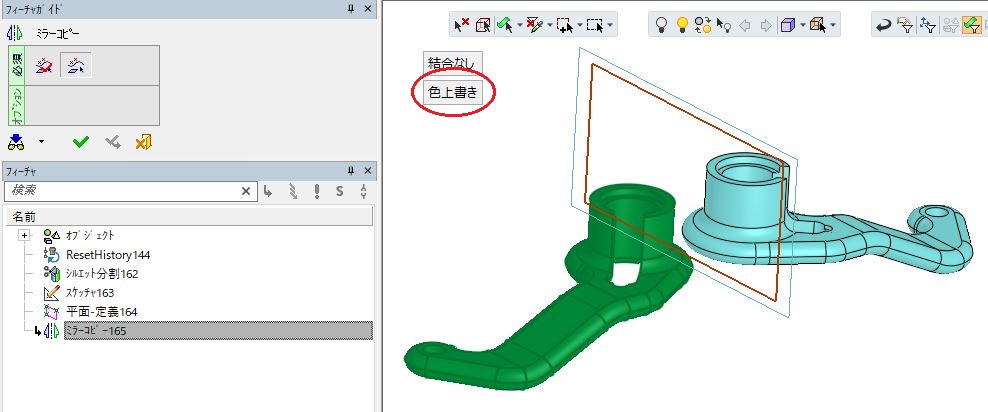 フィーチャガイド
ミラーコピー
必須
オプション
フィーチャ
検索
S
名前
オブジェクト
ResetHistory144
シルエット分割162
スケッチャ163
平面-定義164
ミラーコピー165
結合なし
色上書き